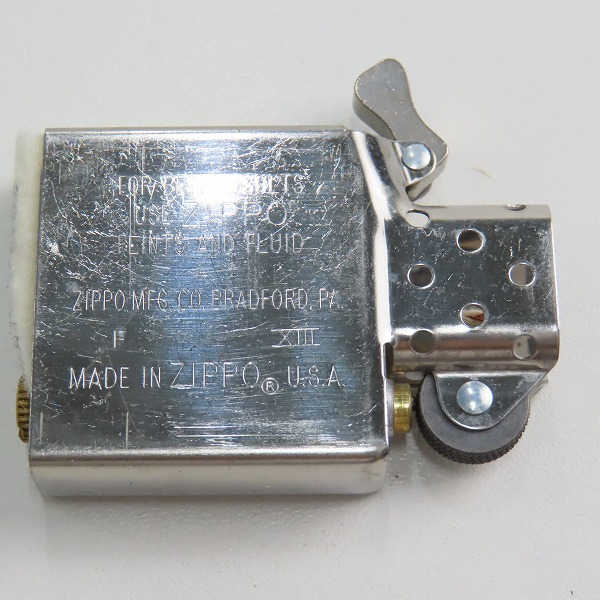 FOR BEST RESULTS
USE ZIPPO
FLINTS AND FLUID
ZIPPO MFG. CO. BRADFORD, PA.
F XIII
MADE IN ZIPPO® U.S.A.